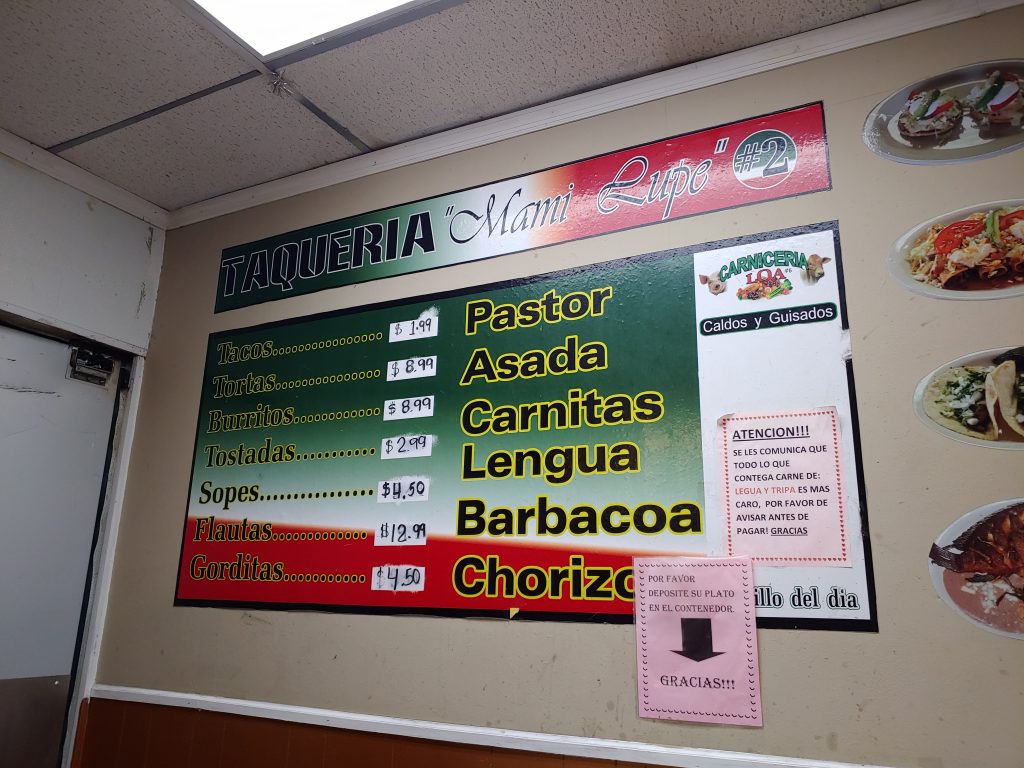 TAQUERIA "Mami Lupe" #2
Tacos................. $ 1.99
Tortas................ $ 8.99
Burritos............. $ 8.99
Tostadas........... $ 2.99
Sopes................. $4.50
Flautas.............. $12.99
Gorditas............ $ 4.50
Pastor
Asada
Carnitas
Lengua
Barbacoa
Chorizo
CARNICERIA
LOA #6
Caldos y Guisados
ATENCION!!!
SE LES COMUNICA QUE
TODO LO QUE
CONTEGA CARNE DE:
LEGUA Y TRIPA ES MAS
CARO, POR FAVOR DE
AVISAR ANTES DE
PAGAR! GRACIAS
illo del dia
POR FAVOR
DEPOSITE SU PLATO
EN EL CONTENEDOR.
GRACIAS!!!